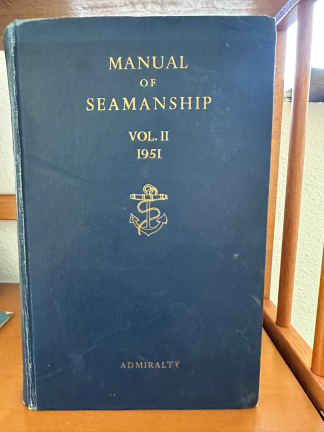 MANUAL
OF
SEAMANSHIP
VOL. II
1951
ADMIRALTY